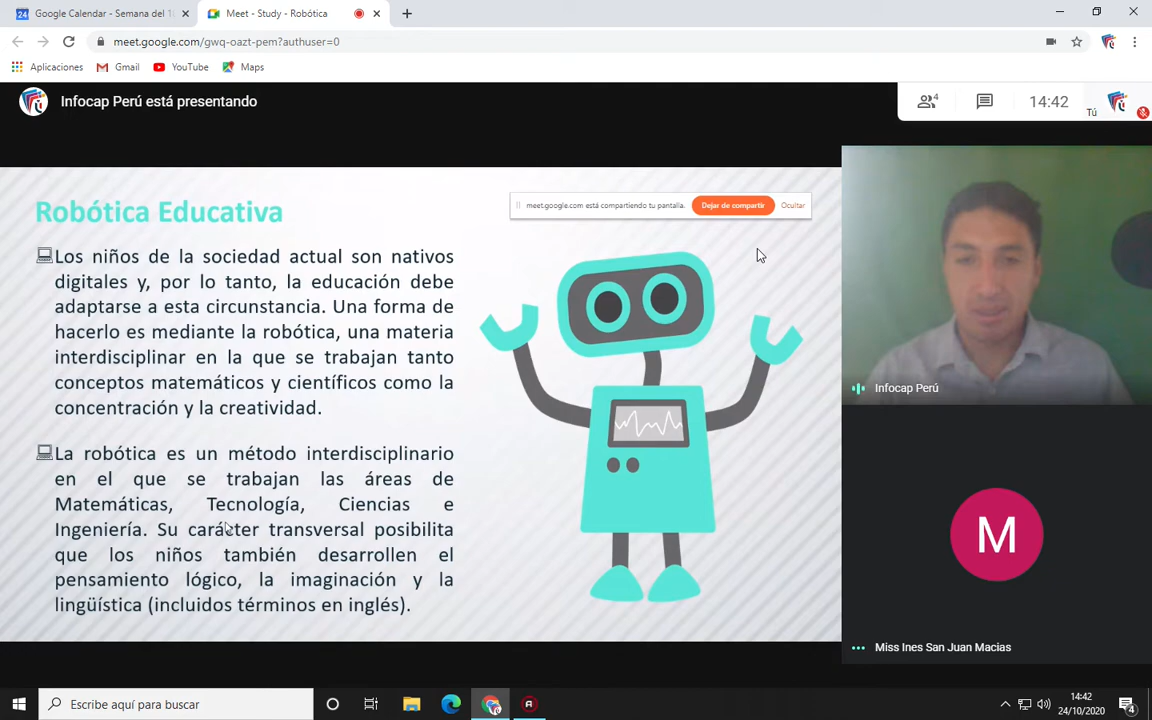 Google Calendar - Semana del 18
Meet - Study - Robótica
meet.google.com/gwq-oazt-pem?authuser=0
Aplicaciones
Gmail
YouTube
Maps
Infocap Perú está presentando
4
14:42
Tú
meet.google.com está compartiendo tu pantalla.
Dejar de compartir
Ocultar
Robótica Educativa
Los niños de la sociedad actual son nativos
digitales y, por lo tanto, la educación debe
adaptarse a esta circunstancia. Una forma de
hacerlo es mediante la robótica, una materia
interdisciplinar en la que se trabajan tanto
conceptos matemáticos y científicos como la
concentración y la creatividad.
La robótica es un método interdisciplinario
en el que se trabajan las áreas de
Matemáticas, Tecnología, Ciencias e
Ingeniería. Su carácter transversal posibilita
que los niños también desarrollen el
pensamiento lógico, la imaginación y la
lingüística (incluidos términos en inglés).
Infocap Perú
M
Miss Ines San Juan Macias
Escribe aquí para buscar
14:42
24/10/2020
4